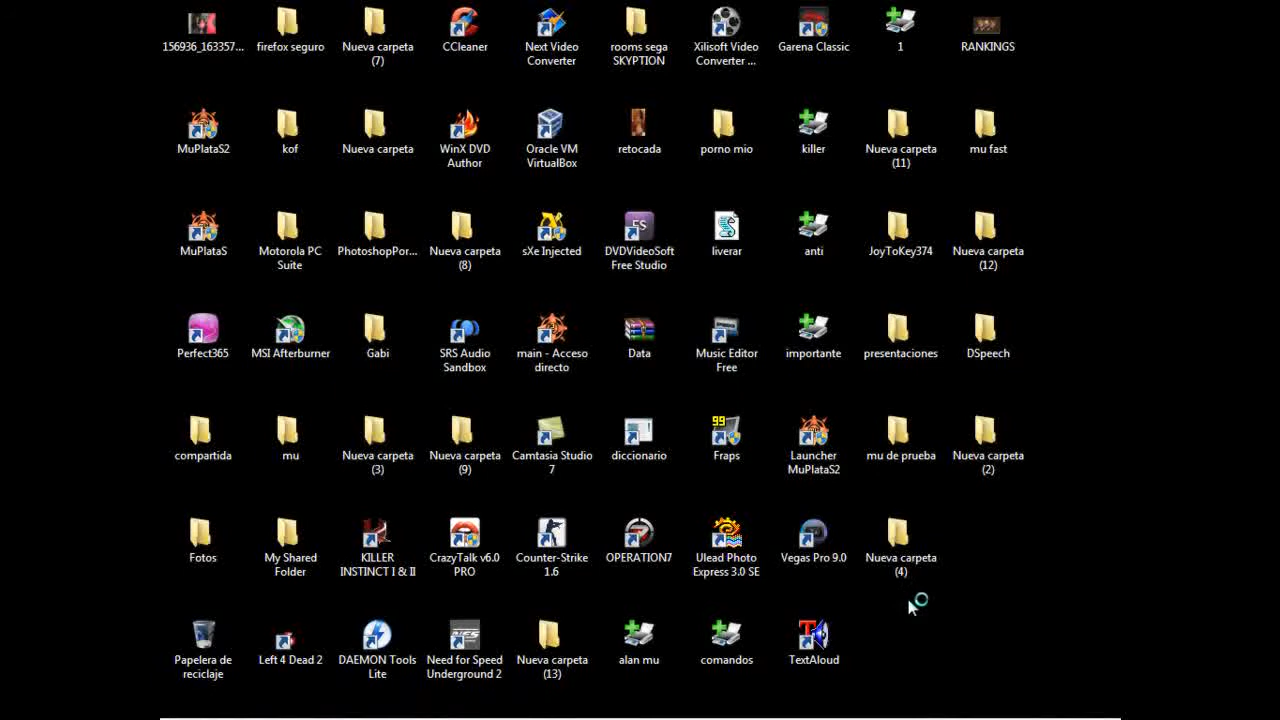 156936_163357... firefox seguro Nueva carpeta CCleaner Next Video rooms sega Xilisoft Video Garena Classic 1 RANKINGS
(7) Converter SKYPTION Converter ...
MuPlataS2 kof Nueva carpeta WinX DVD Oracle VM retocada porno mio killer Nueva carpeta mu fast
Author VirtualBox (11)
MuPlataS Motorola PC PhotoshopPor... Nueva carpeta sXe Injected DVDVideoSoft liverar anti JoyToKey374 Nueva carpeta
Suite (8) Free Studio (12)
Perfect365 MSI Afterburner Gabi SRS Audio main - Acceso Data Music Editor importante presentaciones DSpeech
Sandbox directo Free
99
compartida mu Nueva carpeta Nueva carpeta Camtasia Studio diccionario Fraps Launcher mu de prueba Nueva carpeta
(3) (9) 7 MuPlataS2 (2)
Fotos My Shared KILLER CrazyTalk v6.0 Counter-Strike OPERATION7 Ulead Photo Vegas Pro 9.0 Nueva carpeta
Folder INSTINCT I & II PRO 1.6 Express 3.0 SE (4)
Papelera de Left 4 Dead 2 DAEMON Tools Need for Speed Nueva carpeta alan mu comandos TextAloud
reciclaje Lite Underground 2 (13)